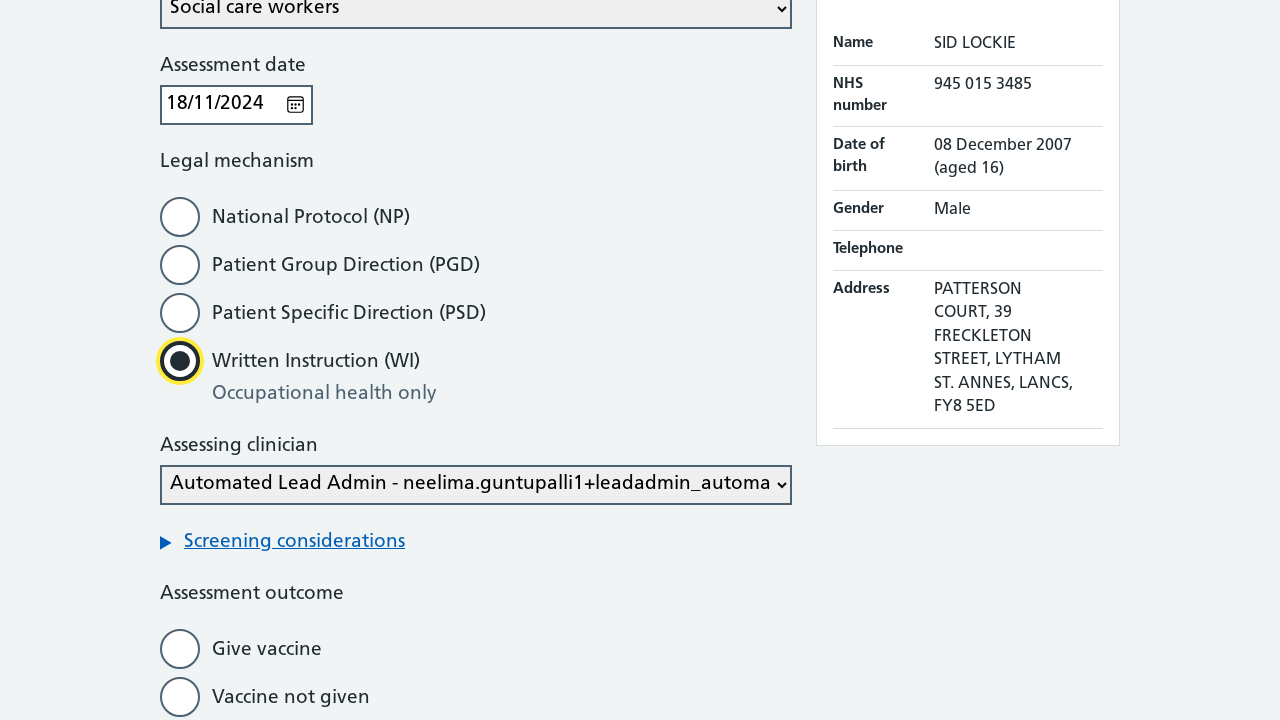 Social care workers
Assessment date
18/11/2024
Legal mechanism
National Protocol (NP)
Patient Group Direction (PGD)
Patient Specific Direction (PSD)
Written Instruction (WI)
Occupational health only
Assessing clinician
Automated Lead Admin - neelima.guntupalli1+leadadmin_automa
Screening considerations
Assessment outcome
Give vaccine
Vaccine not given
Name SID LOCKIE
NHS number 945 015 3485
Date of birth 08 December 2007
(aged 16)
Gender Male
Telephone
Address PATTERSON
COURT, 39
FRECKLETON
STREET, LYTHAM
ST. ANNES, LANCS,
FY8 5ED